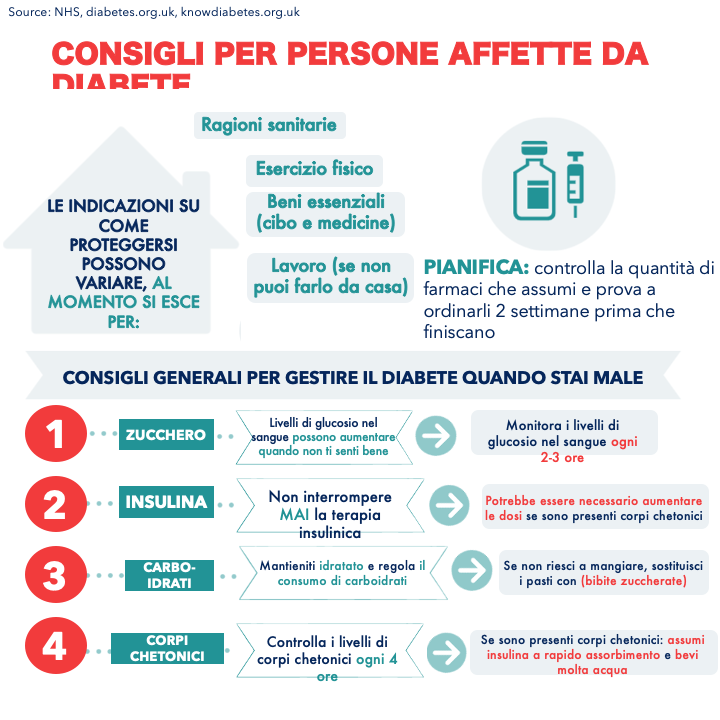 Source: NHS, diabetes.org.uk, knowdiabetes.org.uk
CONSIGLI PER PERSONE AFFETTE DA
DIABETE
Ragioni sanitarie
Esercizio fisico
Beni essenziali
(cibo e medicine)
Lavoro (se non
puoi farlo da casa)
LE INDICAZIONI SU
COME
PROTEGGERSI
POSSONO
VARIARE, AL
MOMENTO SI ESCE
PER:
PIANIFICA: controlla la quantità di
farmaci che assumi e prova a
ordinarli 2 settimane prima che
finiscano
CONSIGLI GENERALI PER GESTIRE IL DIABETE QUANDO STAI MALE
1
ZUCCHERO
Livelli di glucosio nel
sangue possono aumentare
quando non ti senti bene
Monitora i livelli di
glucosio nel sangue ogni
2-3 ore
2
INSULINA
Non interrompere
MAI la terapia
insulinica
Potrebbe essere necessario aumentare
le dosi se sono presenti corpi chetonici
3
CARBO-
IDRATI
Mantieniti idratato e regola il
consumo di carboidrati
Se non riesci a mangiare, sostituisci
i pasti con (bibite zuccherate)
4
CORPI
CHETONICI
Controlla i livelli di
corpi chetonici ogni 4
ore
Se sono presenti corpi chetonici: assumi
insulina a rapido assorbimento e bevi
molta acqua